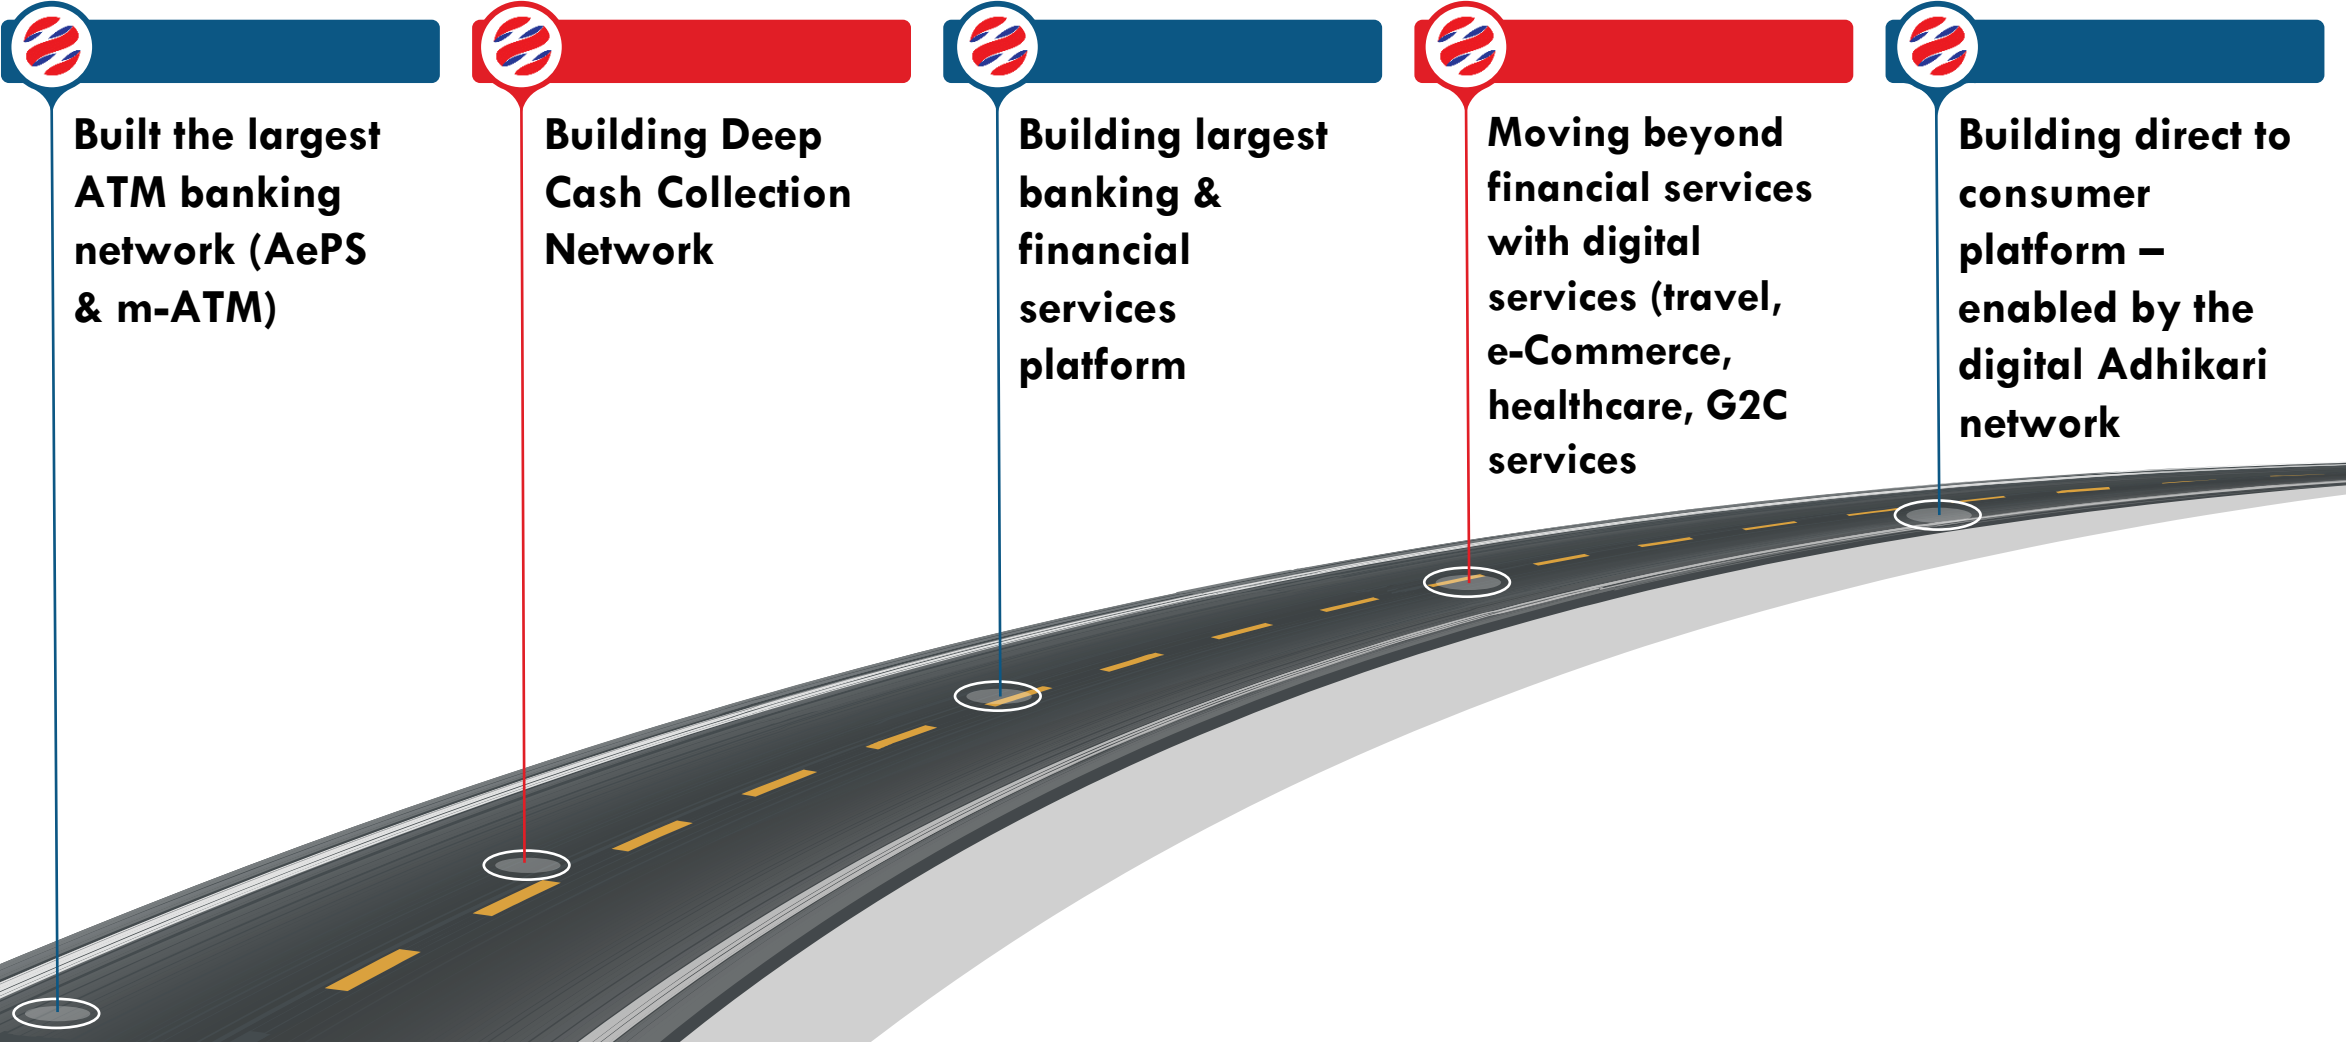 Built the largest
ATM banking
network (AePS
& m-ATM)
Building Deep
Cash Collection
Network
Building largest
banking &
financial
services
platform
Moving beyond
financial services
with digital
services (travel,
e-Commerce,
healthcare, G2C
services
Building direct to
consumer
platform –
enabled by the
digital Adhikari
network